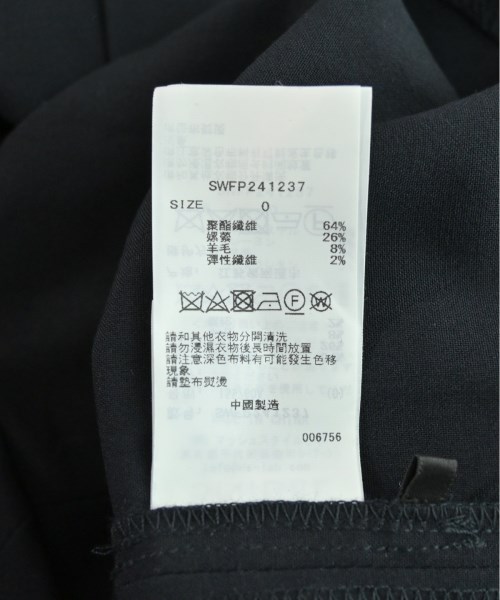 SWFP241237
SIZE 0
聚酯纖維 64%
嫘縈 26%
羊毛 8%
彈性纖維 2%
F W
請和其他衣物分開清洗
請勿浸濕衣物後長時間放置
請注意深色布料有可能發生色移
現象
請墊布熨燙
中國製造
006756